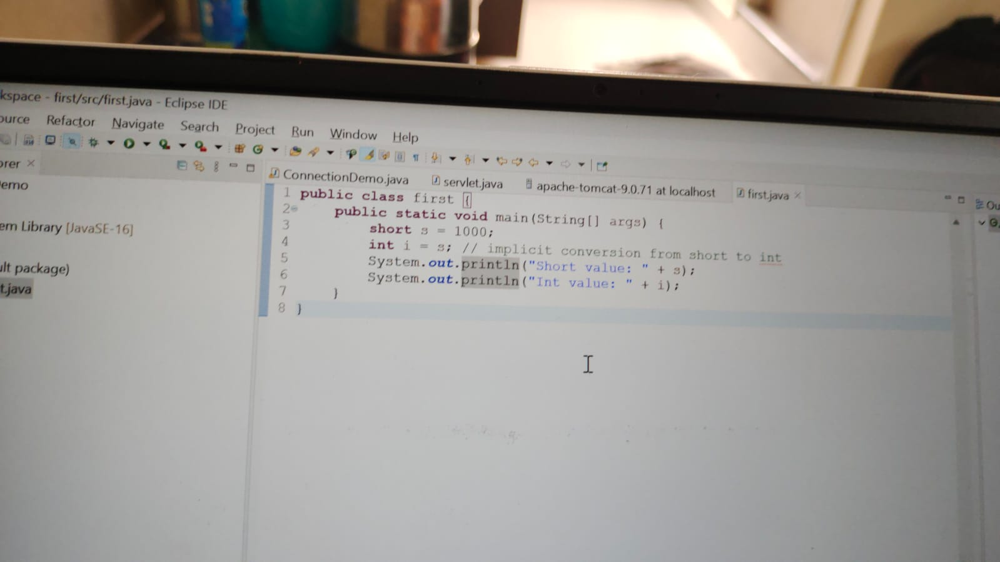 kspace - first/src/first.java - Eclipse IDE
ource Refactor Navigate Search Project Run Window Help
orer
emo
em Library [JavaSE-16]
ult package)
t.java
ConnectionDemo.java servlet.java apache-tomcat-9.0.71 at localhost first.java
Ou
1 public class first {
2 public static void main(String[] args) {
3 short s = 1000;
4 int i = s; // implicit conversion from short to int
5 System.out.println("Short value: " + s);
6 System.out.println("Int value: " + i);
7 }
8 }